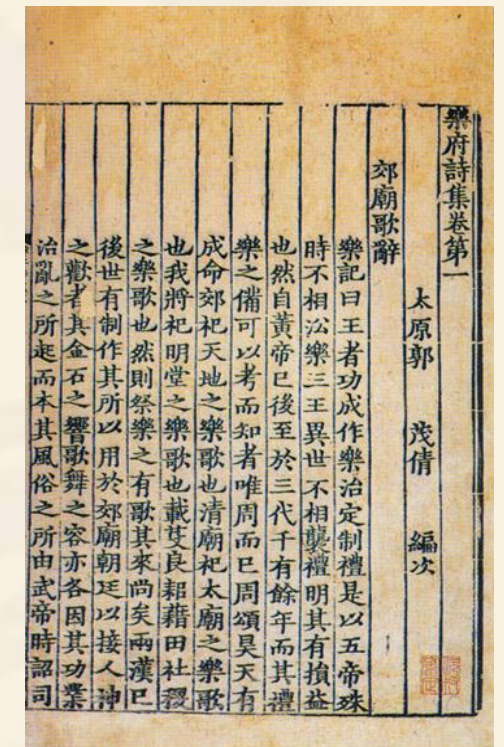 樂府詩集卷第一
太原郭 茂倩 編次
郊廟歌辭
樂記曰王者功成作樂治定制禮是以五帝殊
時不相沿樂三王異世不相襲禮明其有損益
也然自黃帝已後至於三代千有餘年而其禮
樂之備可以考而知者唯周而已周頌昊天有
成命郊祀天地之樂歌也清廟祀太廟之樂歌
也我將祀明堂之樂歌也載芟良耜藉田社稷
之樂歌也然則祭樂之有歌其來尚矣兩漢已
後世有制作其所以用於郊廟朝廷以接人神
之歡者其金石之響歌舞之容亦各因其功業
治亂之所起而本其風俗之所由武帝時詔司